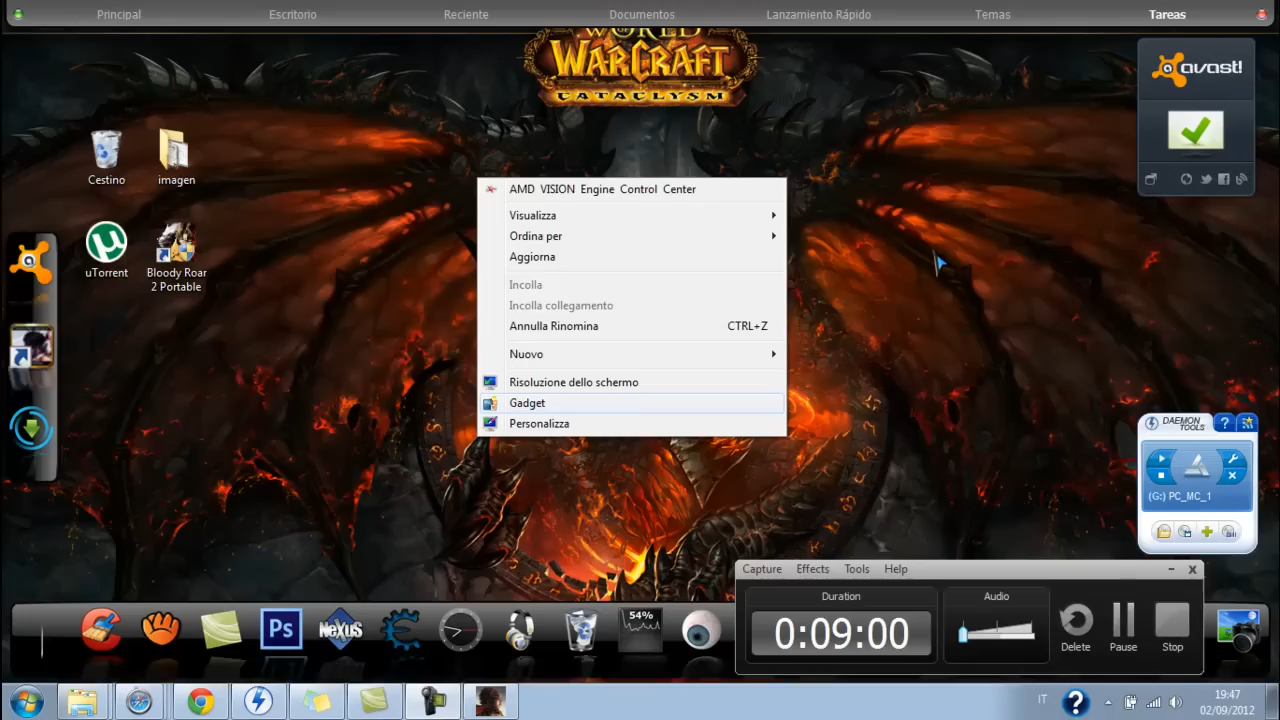 Principal
Escritorio
Reciente
Documentos
Lanzamiento Rápido
Temas
Tareas
WORLD OF
WARCRAFT
CATACLYSM
avast!
Cestino
imagen
uTorrent
Bloody Roar
2 Portable
AMD VISION Engine Control Center
Visualizza
Ordina per
Aggiorna
Incolla
Incolla collegamento
Annulla Rinomina CTRL+Z
Nuovo
Risoluzione dello schermo
Gadget
Personalizza
DAEMON
TOOLS
?
(G:) PC_MC_1
Capture Effects Tools Help
Duration
0:09:00
Audio
Delete
Pause
Stop
Ps
NeXuS
54%
IT
?
19:47
02/09/2012